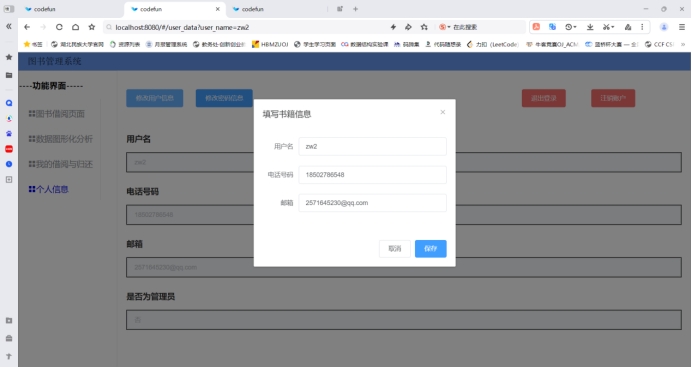 codefun
codefun
codefun
localhost:8080/#/user_data?user_name=zw2
在此搜索
书签
湖北民族大学官网
资源列表
月思管理系统
教务处-创新创业
HBMZUOJ
学生学习页面
数据结构实验课
码蹄集
代码随想录
力扣 (LeetCode)
牛客竞赛OJ_ACM
蓝桥杯大赛
CCF CS
图书管理系统
----功能界面-----
图书借阅页面
数据图形化分析
我的借阅与归还
个人信息
修改用户信息
修改密码信息
退出登录
注销账户
用户名
zw2
电话号码
18502786548
邮箱
2571645230@qq.com
是否为管理员
否
填写书籍信息
用户名
zw2
电话号码
18502786548
邮箱
2571645230@qq.com
取消
保存